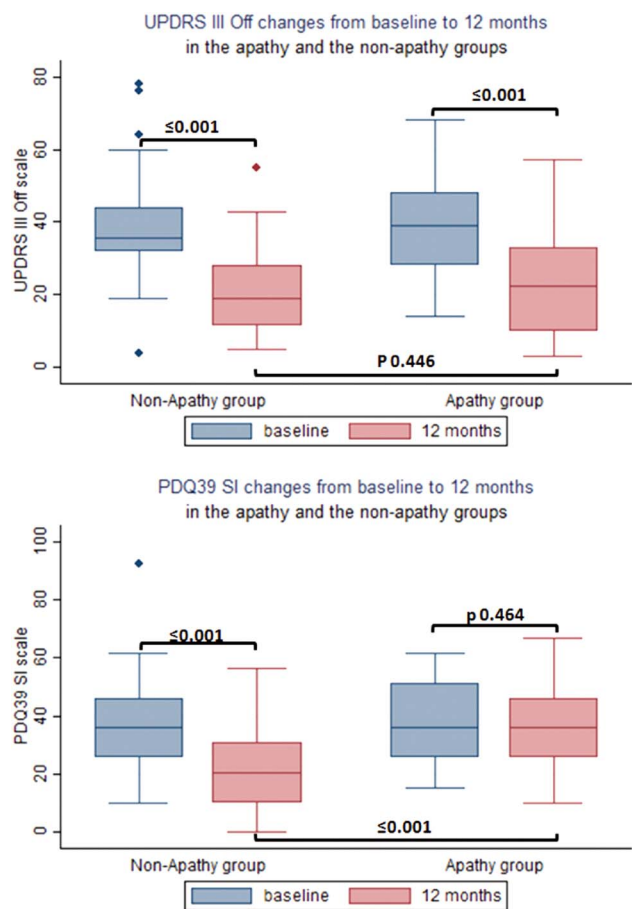 UPDRS III Off changes from baseline to 12 months
in the apathy and the non-apathy groups
80
60
40
20
0
UPDRS III Off scale
≤0.001
≤0.001
P 0.446
Non-Apathy group
Apathy group
baseline
12 months
PDQ39 SI changes from baseline to 12 months
in the apathy and the non-apathy groups
100
80
60
40
20
0
PDQ39 SI scale
≤0.001
p 0.464
≤0.001
Non-Apathy group
Apathy group
baseline
12 months